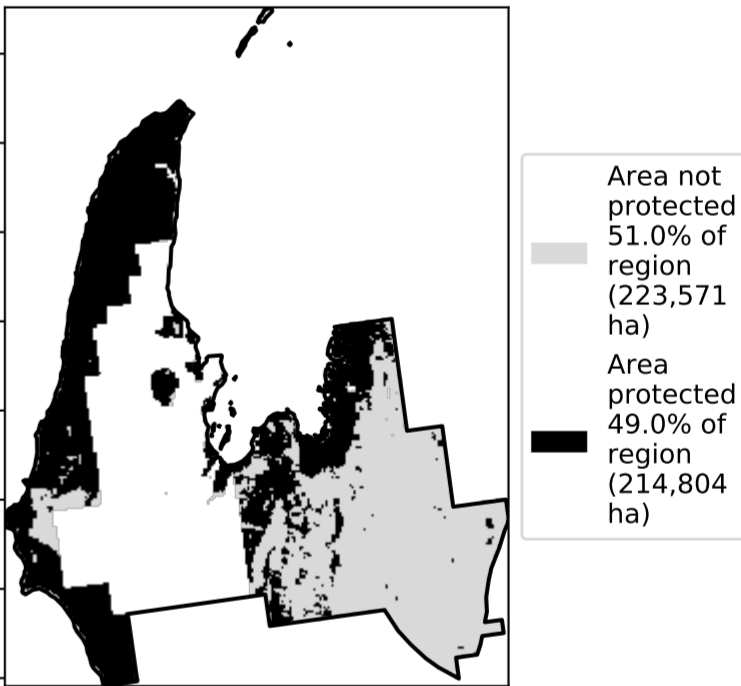 Area not
protected
51.0% of
region
(223,571
ha)
Area
protected
49.0% of
region
(214,804
ha)